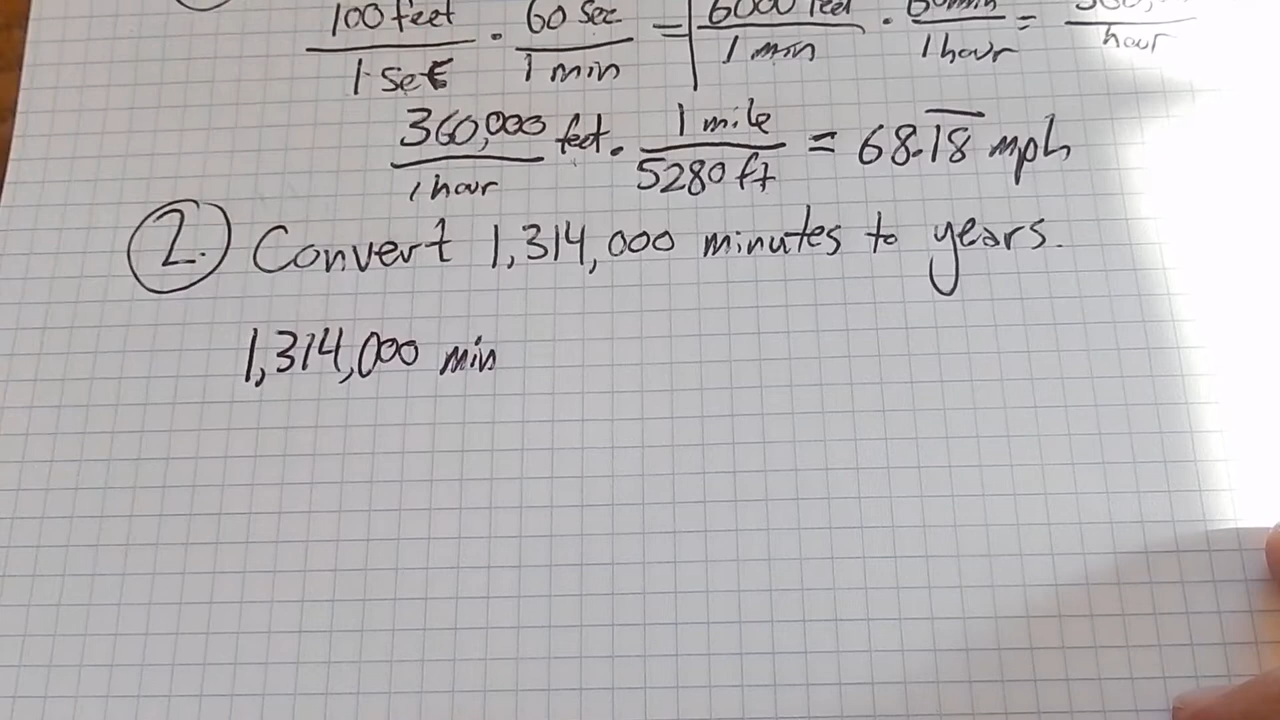 100 feet / 1 sec · 60 sec / 1 min = 6000 feet / 1 min · 60 min / 1 hour = / hour
360,000 / 1 hour feet · 1 mile / 5280 ft = 68.1̅8̅ mph
2. Convert 1,314,000 minutes to years.
1,314,000 min